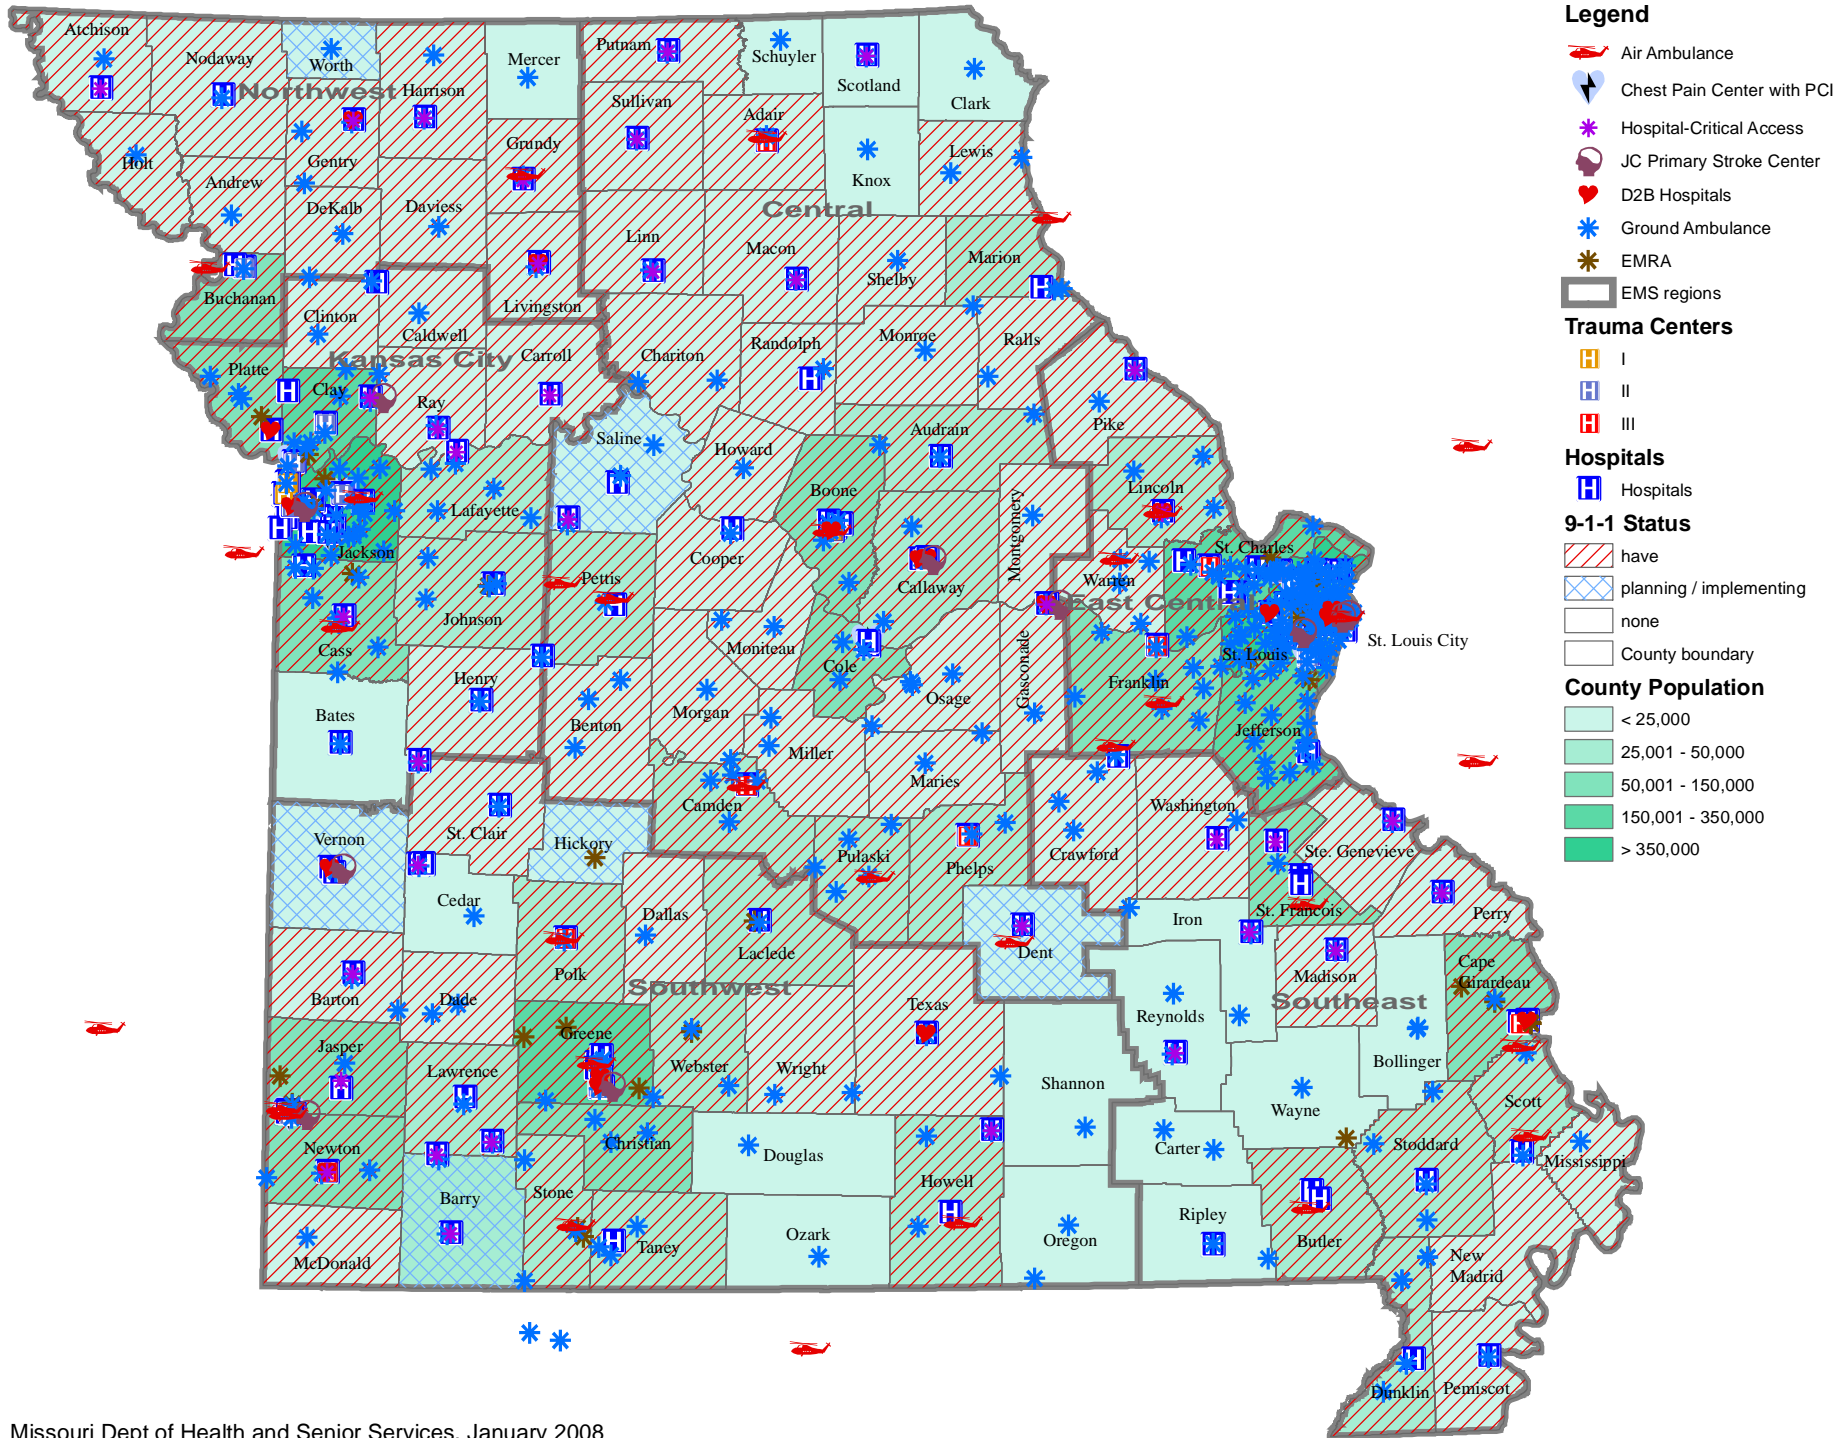 Legend
Air Ambulance
Chest Pain Center with PCI
Hospital-Critical Access
JC Primary Stroke Center
D2B Hospitals
Ground Ambulance
EMRA
EMS regions
Trauma Centers
I
II
III
Hospitals
Hospitals
9-1-1 Status
have
planning / implementing
none
County boundary
County Population
< 25,000
25,001 - 50,000
50,001 - 150,000
150,001 - 350,000
> 350,000
Atchison
Nodaway
Worth
Northwest
Harrison
Mercer
Putnam
Schuyler
Scotland
Clark
Sullivan
Adair
Grundy
Holt
Gentry
Andrew
Knox
Lewis
DeKalb
Daviess
Central
Linn
Macon
Shelby
Marion
Buchanan
Livingston
Clinton
Caldwell
Kansas City
Carroll
Chariton
Randolph
Monroe
Ralls
Platte
Clay
Ray
Pike
Saline
Howard
Audrain
Boone
Lincoln
Lafayette
Montgomery
Jackson
Cooper
Callaway
St. Charles
Warren
East Central
Pettis
Johnson
St. Louis City
Cass
Moniteau
Cole
St. Louis
Henry
Osage
Gasconade
Franklin
Bates
Benton
Morgan
Miller
Jefferson
Maries
Camden
Washington
Vernon
St. Clair
Hickory
Pulaski
Phelps
Crawford
Ste. Genevieve
Cedar
Dallas
Laclede
Iron
St. Francois
Perry
Polk
Dent
Southwest
Madison
Cape
Girardeau
Barton
Dade
Texas
Reynolds
Southeast
Jasper
Greene
Webster
Wright
Lawrence
Shannon
Bollinger
Wayne
Scott
Newton
Christian
Douglas
Carter
Stoddard
Mississippi
Barry
Stone
Howell
Ripley
McDonald
Taney
Ozark
Oregon
Butler
New
Madrid
Dunklin
Pemiscot
Missouri Dept of Health and Senior Services, January 2008